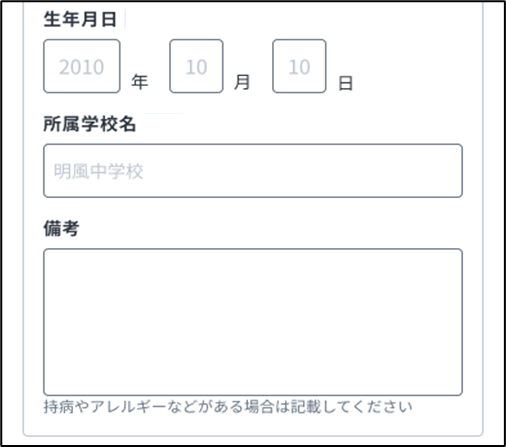 生年月日
2010 年 10 月 10 日
所属学校名
明風中学校
備考
持病やアレルギーなどがある場合は記載してください